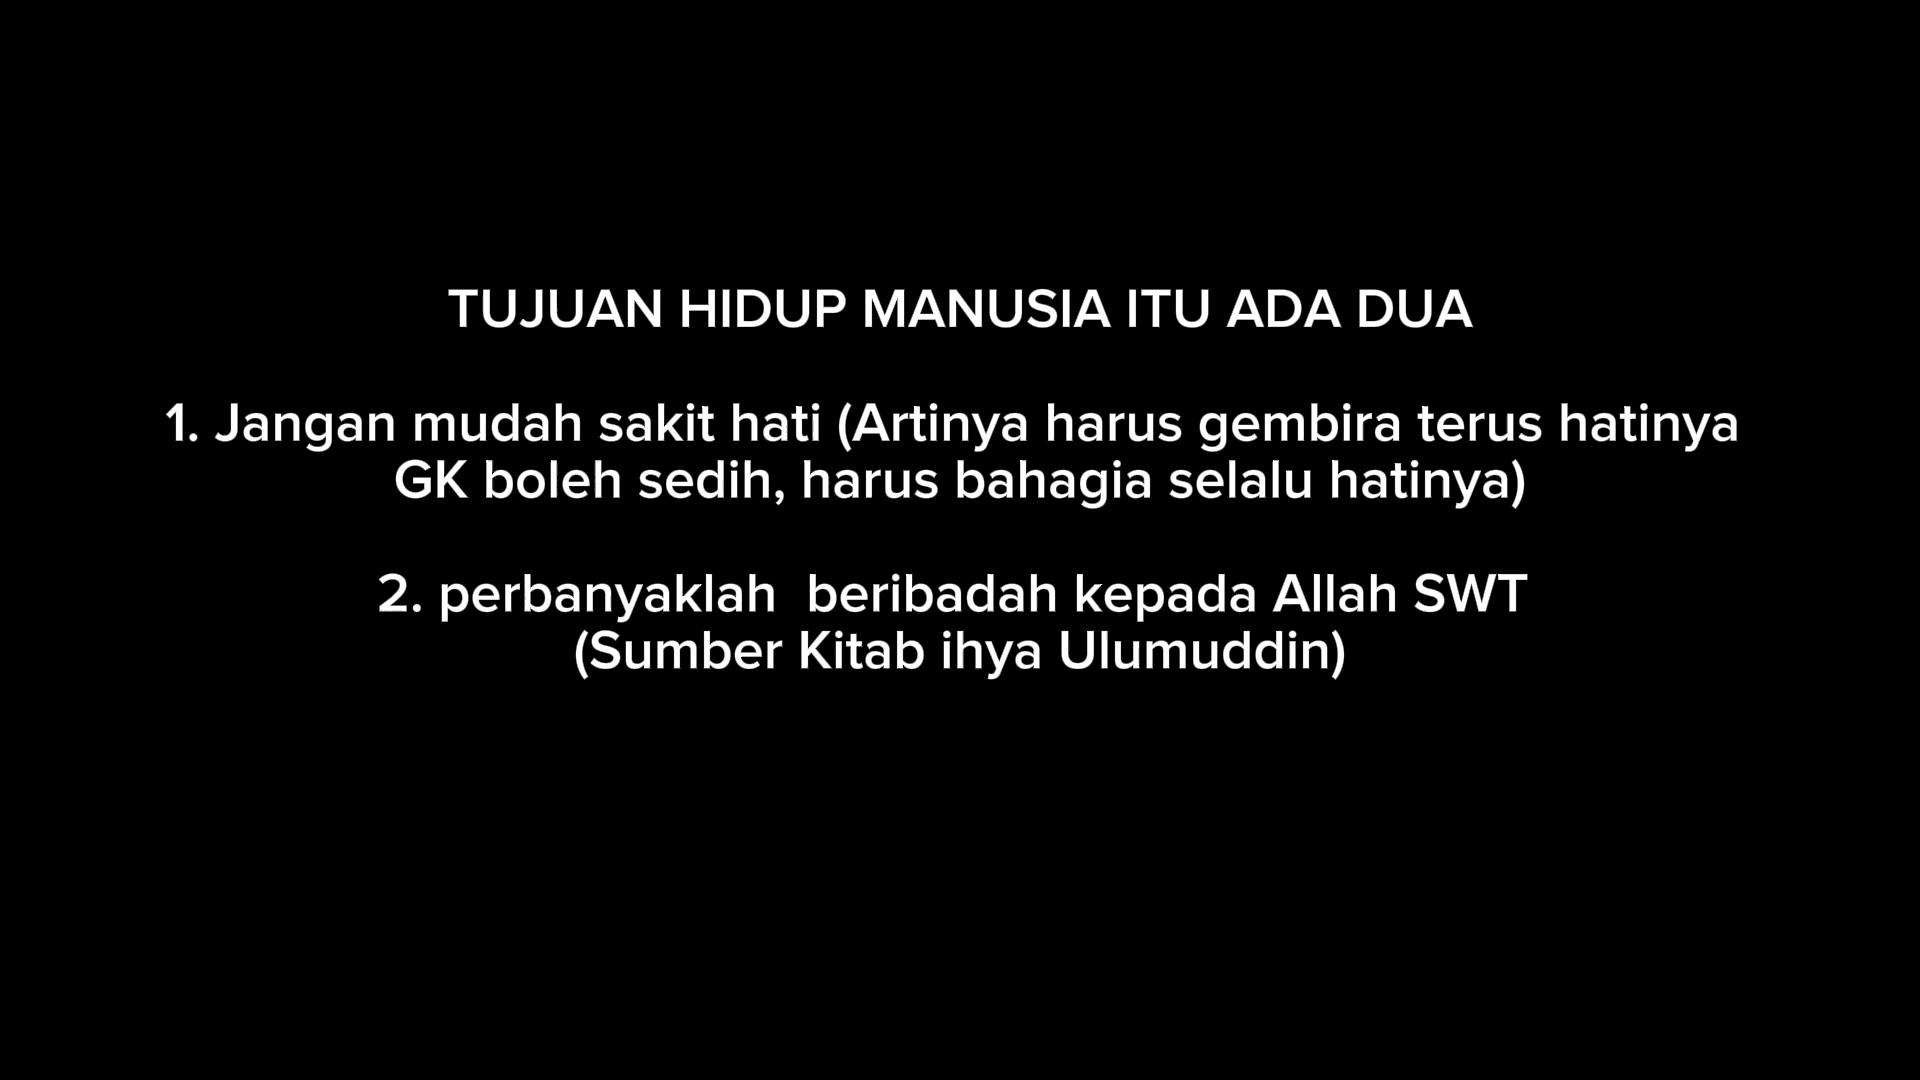 TUJUAN HIDUP MANUSIA ITU ADA DUA
1. Jangan mudah sakit hati (Artinya harus gembira terus hatinya
GK boleh sedih, harus bahagia selalu hatinya)
2. perbanyaklah  beribadah kepada Allah SWT
(Sumber Kitab ihya Ulumuddin)